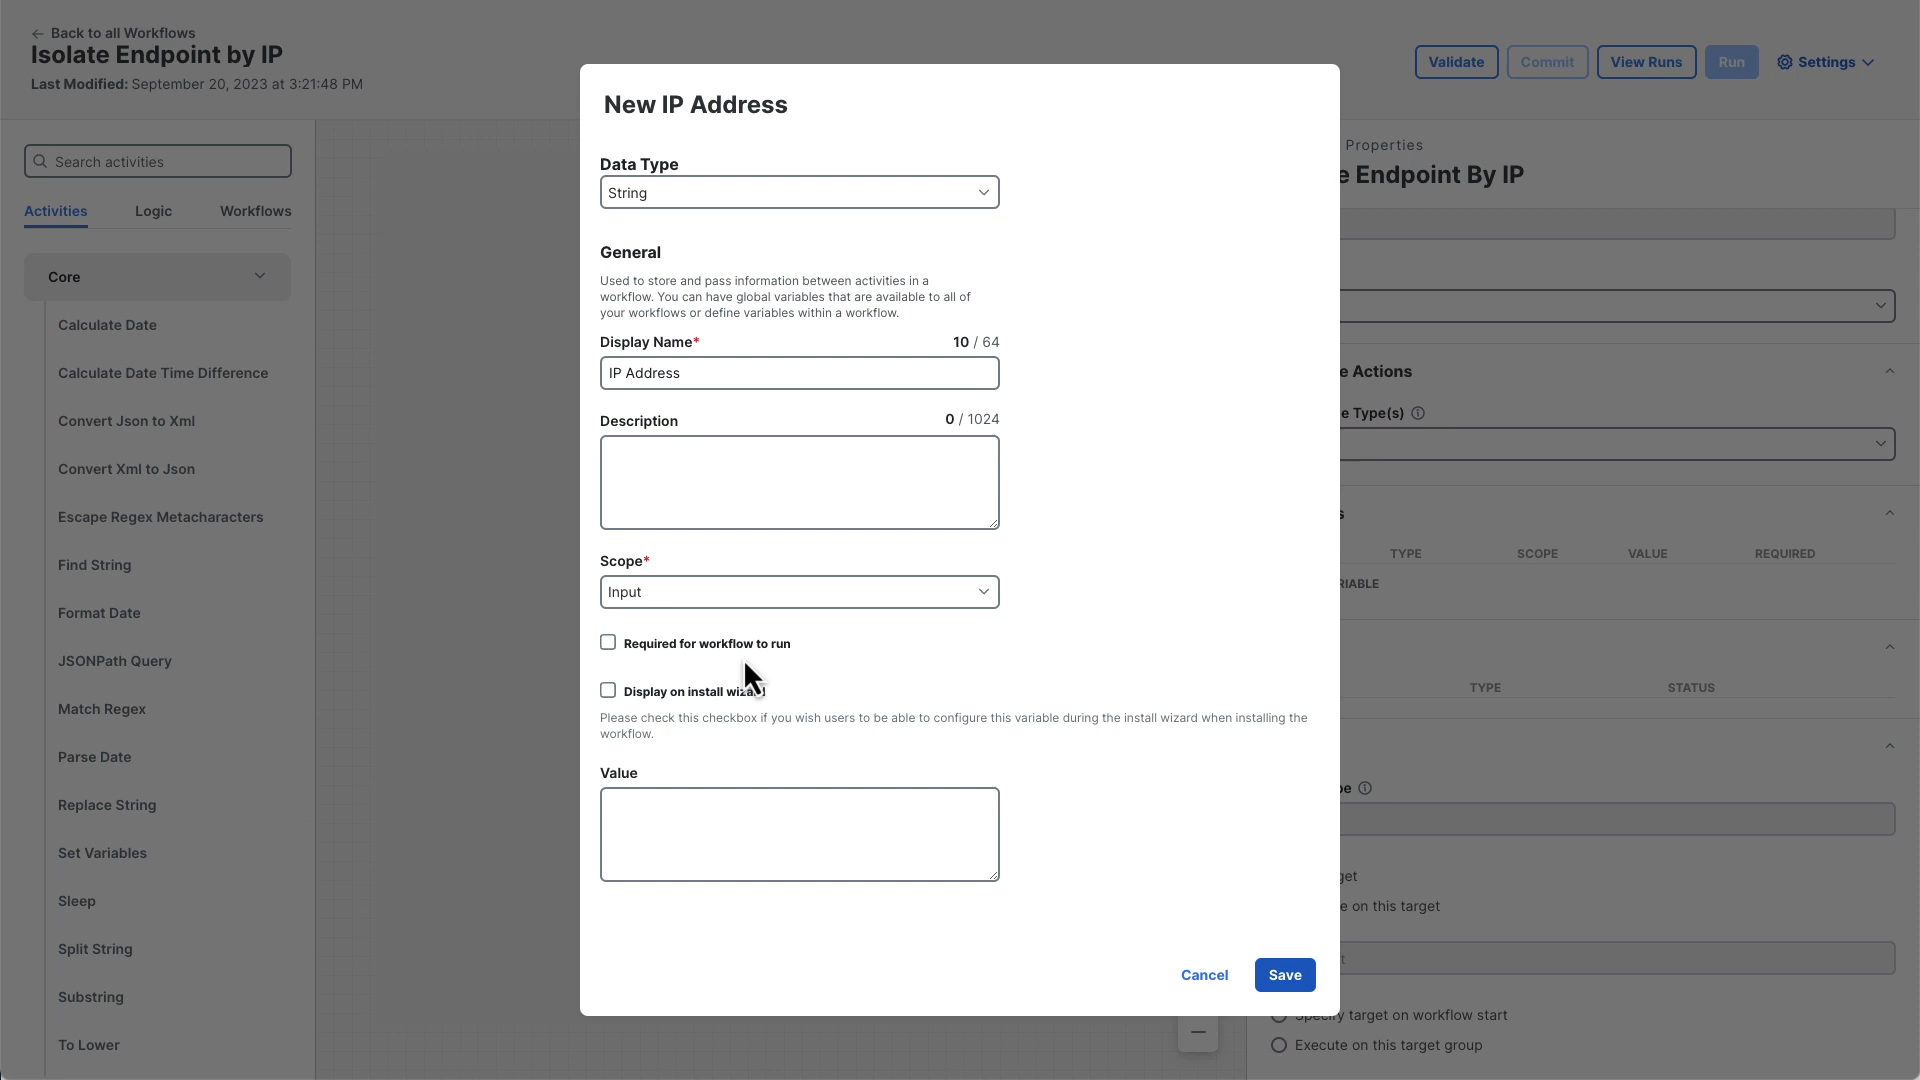 Back to all Workflows
Isolate Endpoint by IP
Last Modified: September 20, 2023 at 3:21:48 PM
Validate
Commit
View Runs
Run
Settings
Search activities
Activities
Logic
Workflows
Core
Calculate Date
Calculate Date Time Difference
Convert Json to Xml
Convert Xml to Json
Escape Regex Metacharacters
Find String
Format Date
JSONPath Query
Match Regex
Parse Date
Replace String
Set Variables
Sleep
Split String
Substring
To Lower
New IP Address
Data Type
String
General
Used to store and pass information between activities in a
workflow. You can have global variables that are available to all of
your workflows or define variables within a workflow.
Display Name* 10 / 64
IP Address
Description 0 / 1024
Scope*
Input
Required for workflow to run
Display on install wizard
Please check this checkbox if you wish users to be able to configure this variable during the install wizard when installing the
workflow.
Value
Cancel
Save
Properties
e Endpoint By IP
e Actions
e Type(s)
s
TYPE SCOPE VALUE REQUIRED
RIABLE
TYPE STATUS
pe
get
e on this target
t
Specify target on workflow start
Execute on this target group